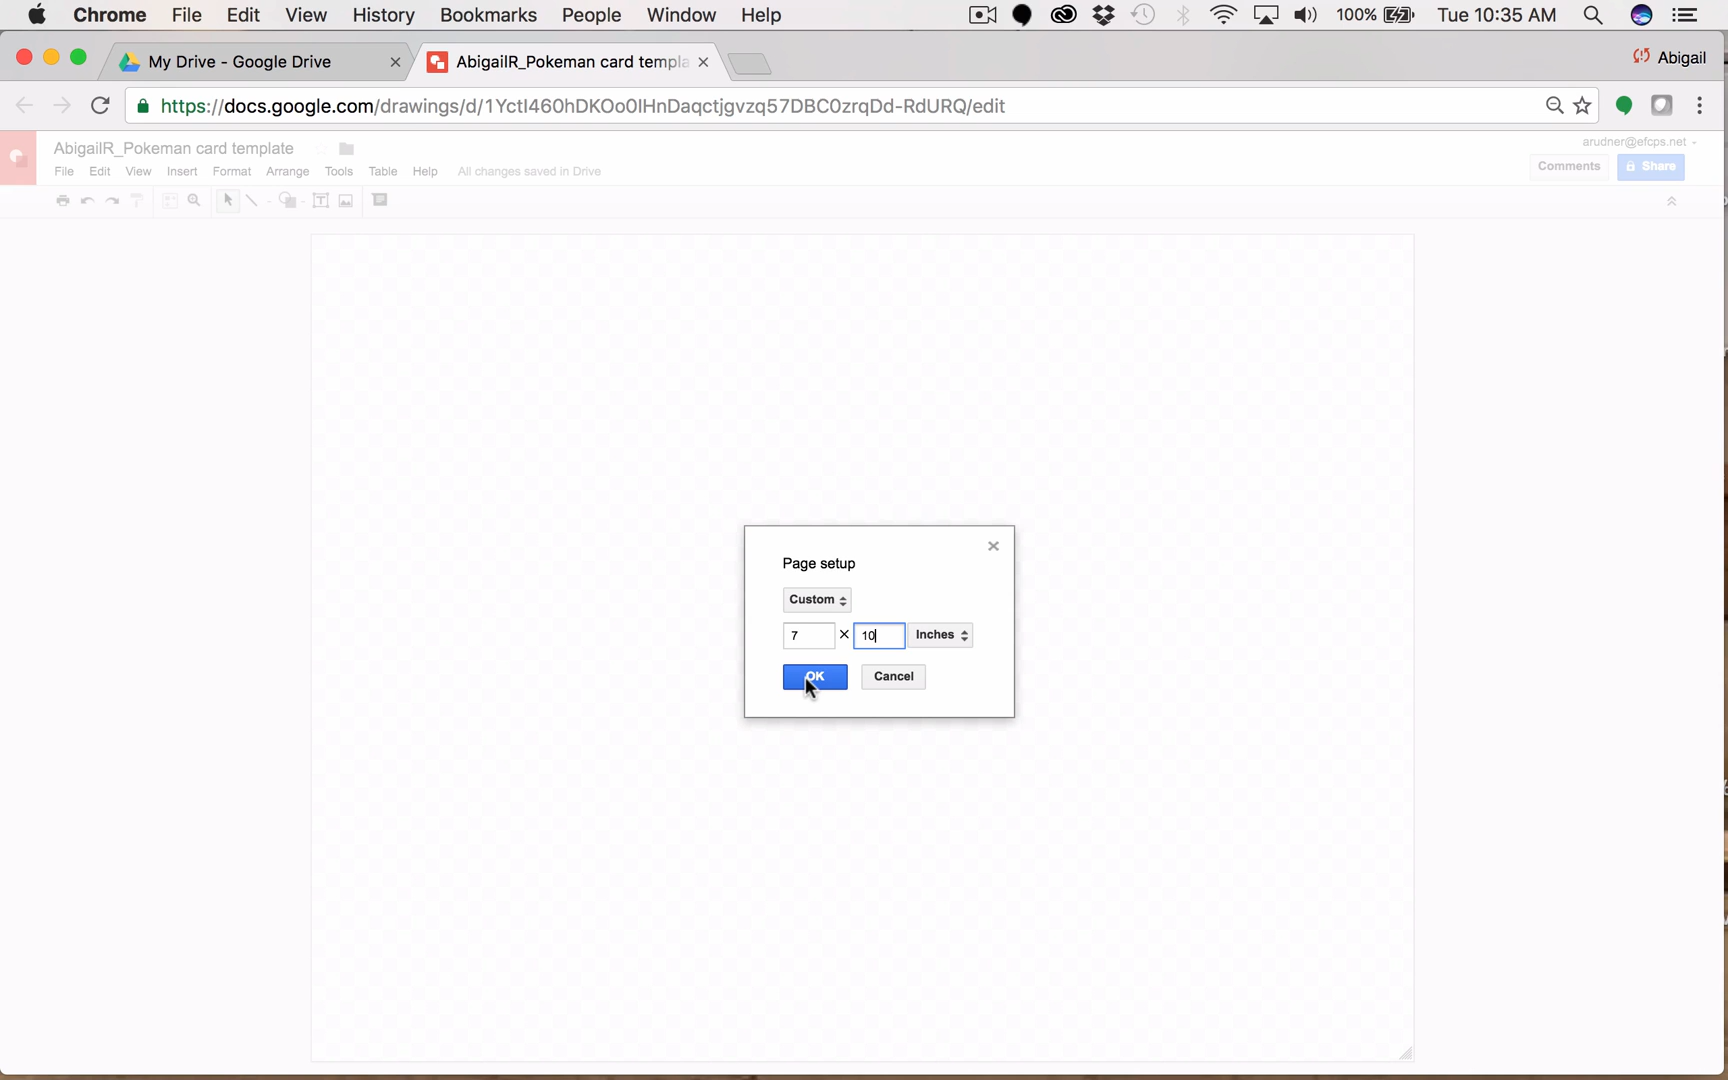 Chrome File Edit View History Bookmarks People Window Help 100% Tue 10:35 AM
My Drive - Google Drive × AbigailR_Pokeman card templa × Abigail
https://docs.google.com/drawings/d/1YctI460hDKOo0IHnDaqctjgvzq57DBC0zrqDd-RdURQ/edit
AbigailR_Pokeman card template arudner@efcps.net
File Edit View Insert Format Arrange Tools Table Help All changes saved in Drive Comments Share
Page setup
Custom
7 × 10 Inches
OK Cancel